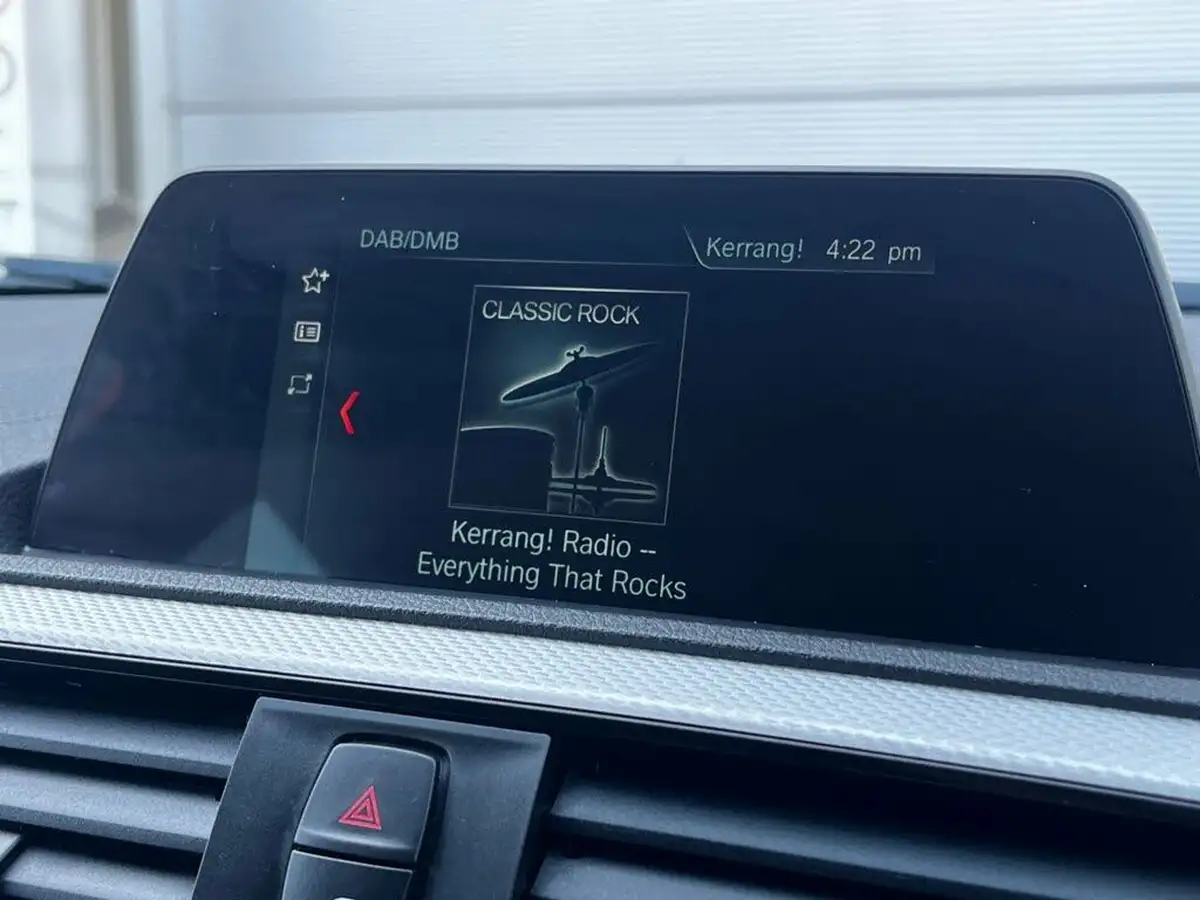 DAB/DMB
Kerrang! 4:22 pm
CLASSIC ROCK
Kerrang! Radio --
Everything That Rocks